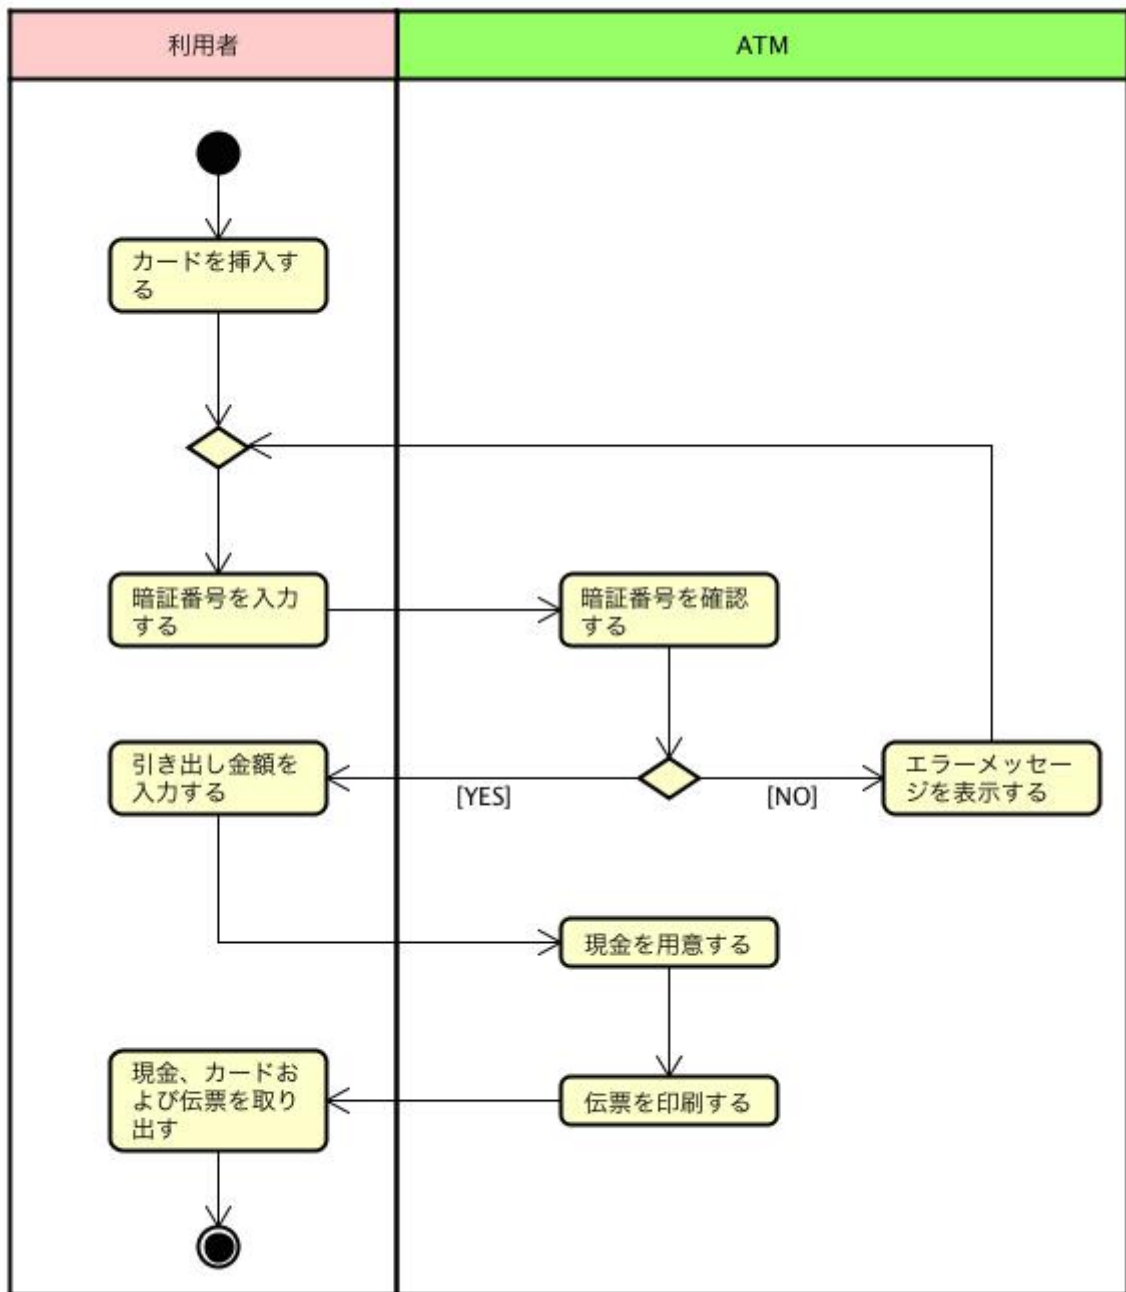 利用者
ATM
カードを挿入す
る
暗証番号を入力
する
暗証番号を確認
する
引き出し金額を
入力する
[YES]
[NO]
エラーメッセー
ジを表示する
現金を用意する
現金、カードお
よび伝票を取り
出す
伝票を印刷する